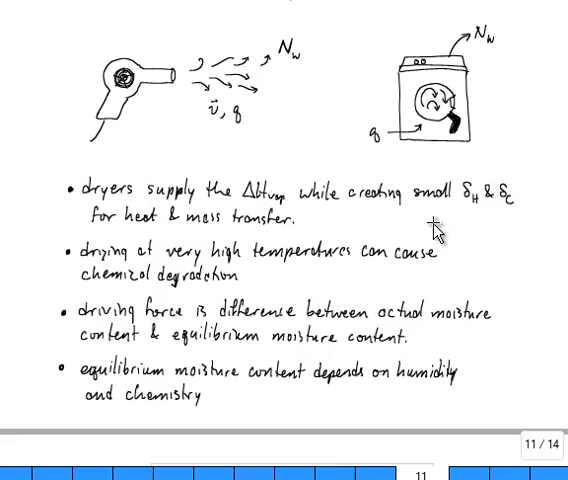 N_w
N_w
v⃗, q
q
• dryers supply the ΔH_vap while creating small δ_H & δ_C
for heat & mass transfer.
• drying at very high temperatures can cause
chemical degradation
• driving force is difference between actual moisture
content & equilibrium moisture content.
• equilibrium moisture content depends on humidity
and chemistry
11 / 14
11